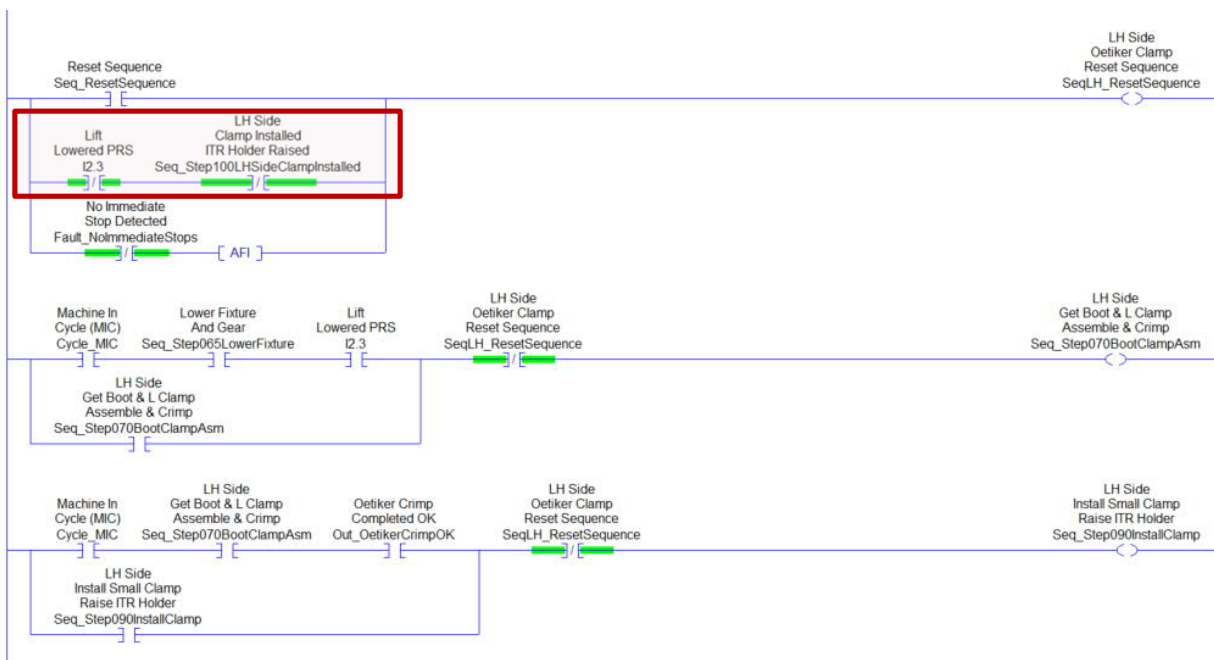 LH Side
Oetiker Clamp
Reset Sequence
SeqLH_ResetSequence
Reset Sequence
Seq_ResetSequence
Lift
Lowered PRS
I2.3
LH Side
Clamp Installed
ITR Holder Raised
Seq_Step100LHSideClampInstalled
No Immediate
Stop Detected
Fault_NoImmediateStops
AFI
Machine In
Cycle (MIC)
Cycle_MIC
Lower Fixture
And Gear
Seq_Step065LowerFixture
Lift
Lowered PRS
I2.3
LH Side
Oetiker Clamp
Reset Sequence
SeqLH_ResetSequence
LH Side
Get Boot & L Clamp
Assemble & Crimp
Seq_Step070BootClampAsm
LH Side
Get Boot & L Clamp
Assemble & Crimp
Seq_Step070BootClampAsm
Machine In
Cycle (MIC)
Cycle_MIC
LH Side
Get Boot & L Clamp
Assemble & Crimp
Seq_Step070BootClampAsm
Oetiker Crimp
Completed OK
Out_OetikerCrimpOK
LH Side
Oetiker Clamp
Reset Sequence
SeqLH_ResetSequence
LH Side
Install Small Clamp
Raise ITR Holder
Seq_Step090InstallClamp
LH Side
Install Small Clamp
Raise ITR Holder
Seq_Step090InstallClamp